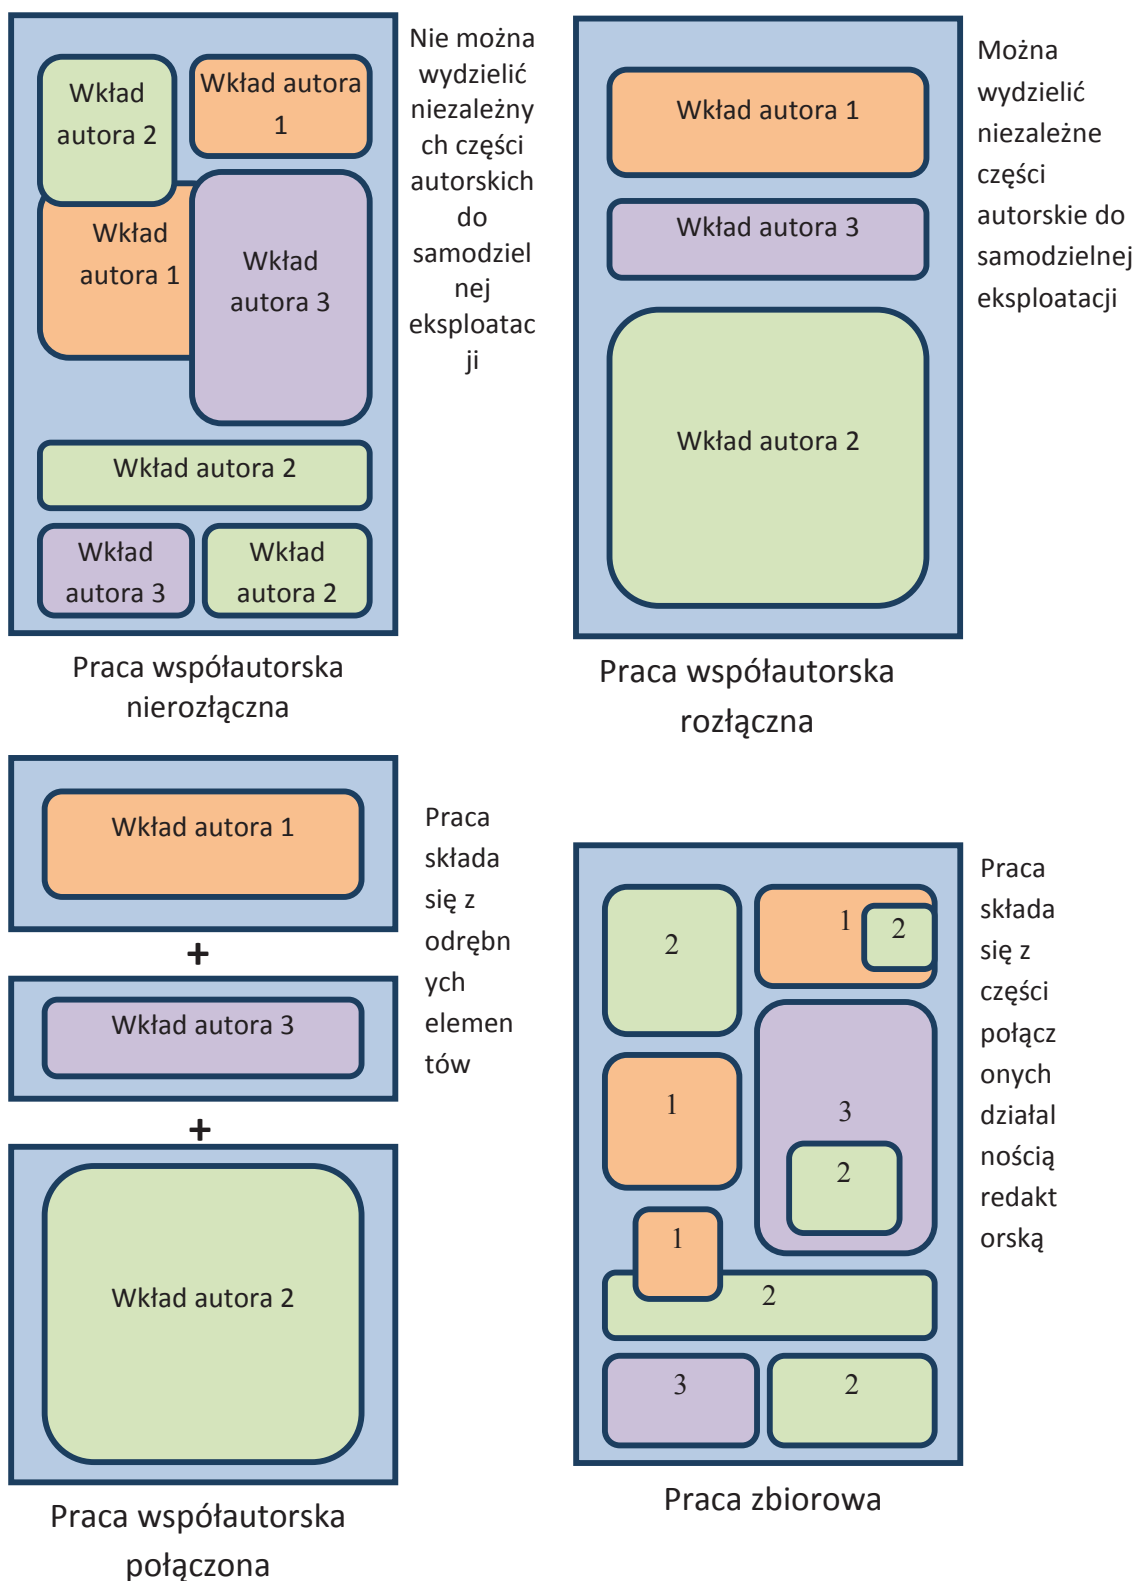 Wkład
autora 2
Wkład autora
1
Wkład
autora 1
Wkład
autora 3
Wkład autora 2
Wkład
autora 3
Wkład
autora 2
Nie można
wydzielić
niezależny
ch części
autorskich
do
samodziel
nej
eksploatac
ji
Praca współautorska
nierozłączna
Wkład autora 1
Wkład autora 3
Wkład autora 2
Można
wydzielić
niezależne
części
autorskie do
samodzielnej
eksploatacji
Praca współautorska
rozłączna
Wkład autora 1
+
Wkład autora 3
+
Wkład autora 2
Praca
składa
się z
odrębn
ych
elemen
tów
Praca współautorska
połączona
2
1
2
1
3
2
1
2
3
2
Praca
składa
się z
części
połącz
onych
działal
nością
redakt
orską
Praca zbiorowa